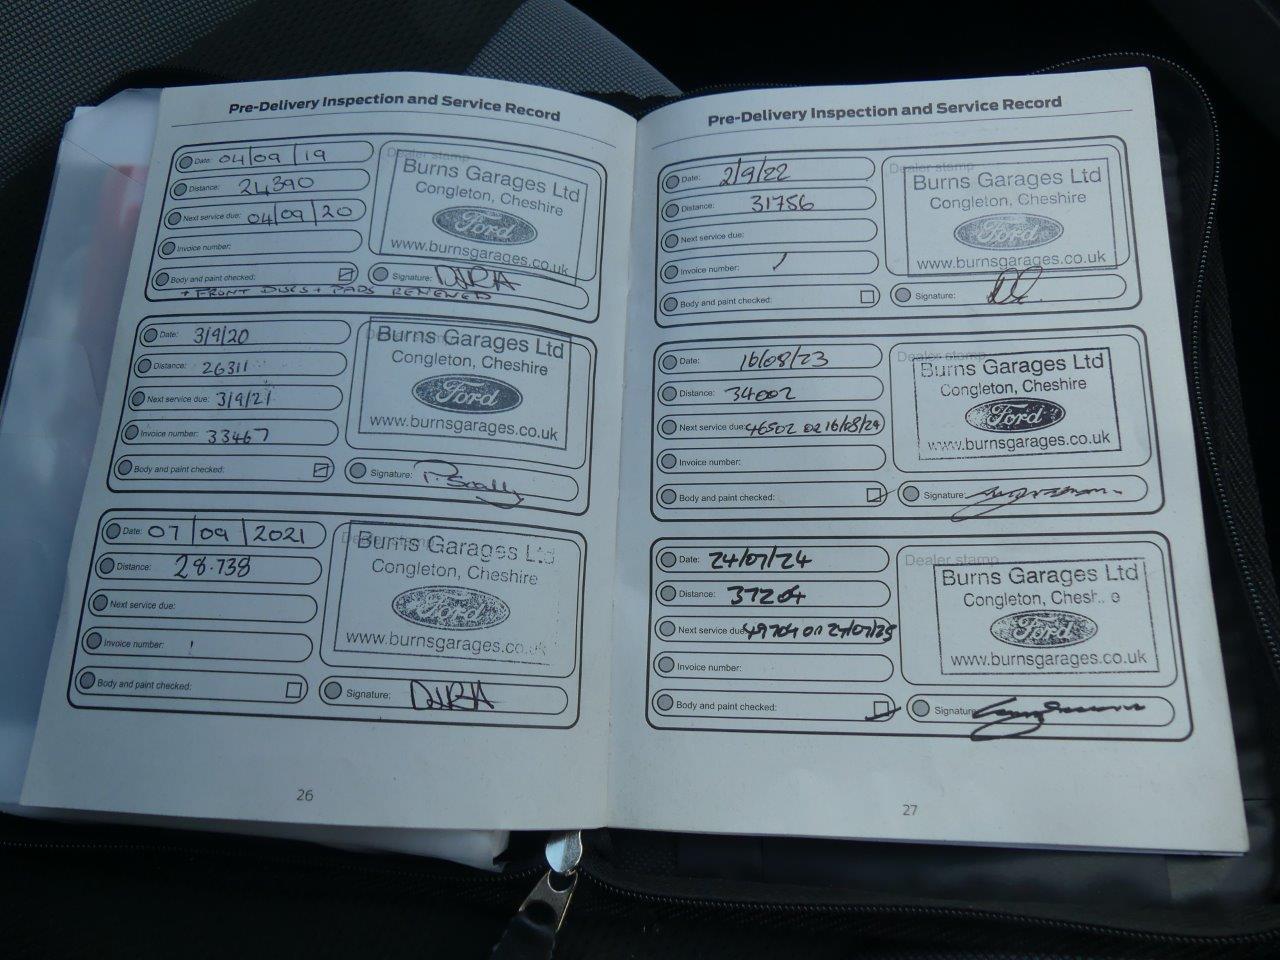 Pre-Delivery Inspection and Service Record
Date: 04/09/19
Distance: 24390
Next service due: 04/09/20
Invoice number:
Body and paint checked:
+ FRONT DISCS + PADS RENEWED
Dealer stamp
Burns Garages Ltd
Congleton, Cheshire
Ford
www.burnsgarages.co.uk
Signature:
Date: 3/9/20
Distance: 26311
Next service due: 3/9/21
Invoice number: 33467
Body and paint checked:
Dealer stamp
Burns Garages Ltd
Congleton, Cheshire
Ford
www.burnsgarages.co.uk
Signature:
Date: 07/09/2021
Distance: 28.738
Next service due:
Invoice number:
Body and paint checked:
Dealer stamp
Burns Garages Ltd
Congleton, Cheshire
Ford
www.burnsgarages.co.uk
Signature:
26
Pre-Delivery Inspection and Service Record
Date: 2/9/22
Distance: 31756
Next service due:
Invoice number:
Body and paint checked:
Dealer stamp
Burns Garages Ltd
Congleton, Cheshire
Ford
www.burnsgarages.co.uk
Signature:
Date: 16/08/23
Distance: 34002
Next service due: 46502 OR 16/08/24
Invoice number:
Body and paint checked:
Dealer stamp
Burns Garages Ltd
Congleton, Cheshire
Ford
www.burnsgarages.co.uk
Signature:
Date: 24/07/24
Distance: 37204
Next service due: 49704 OR 24/07/25
Invoice number:
Body and paint checked:
Dealer stamp
Burns Garages Ltd
Congleton, Cheshire
Ford
www.burnsgarages.co.uk
Signature:
27